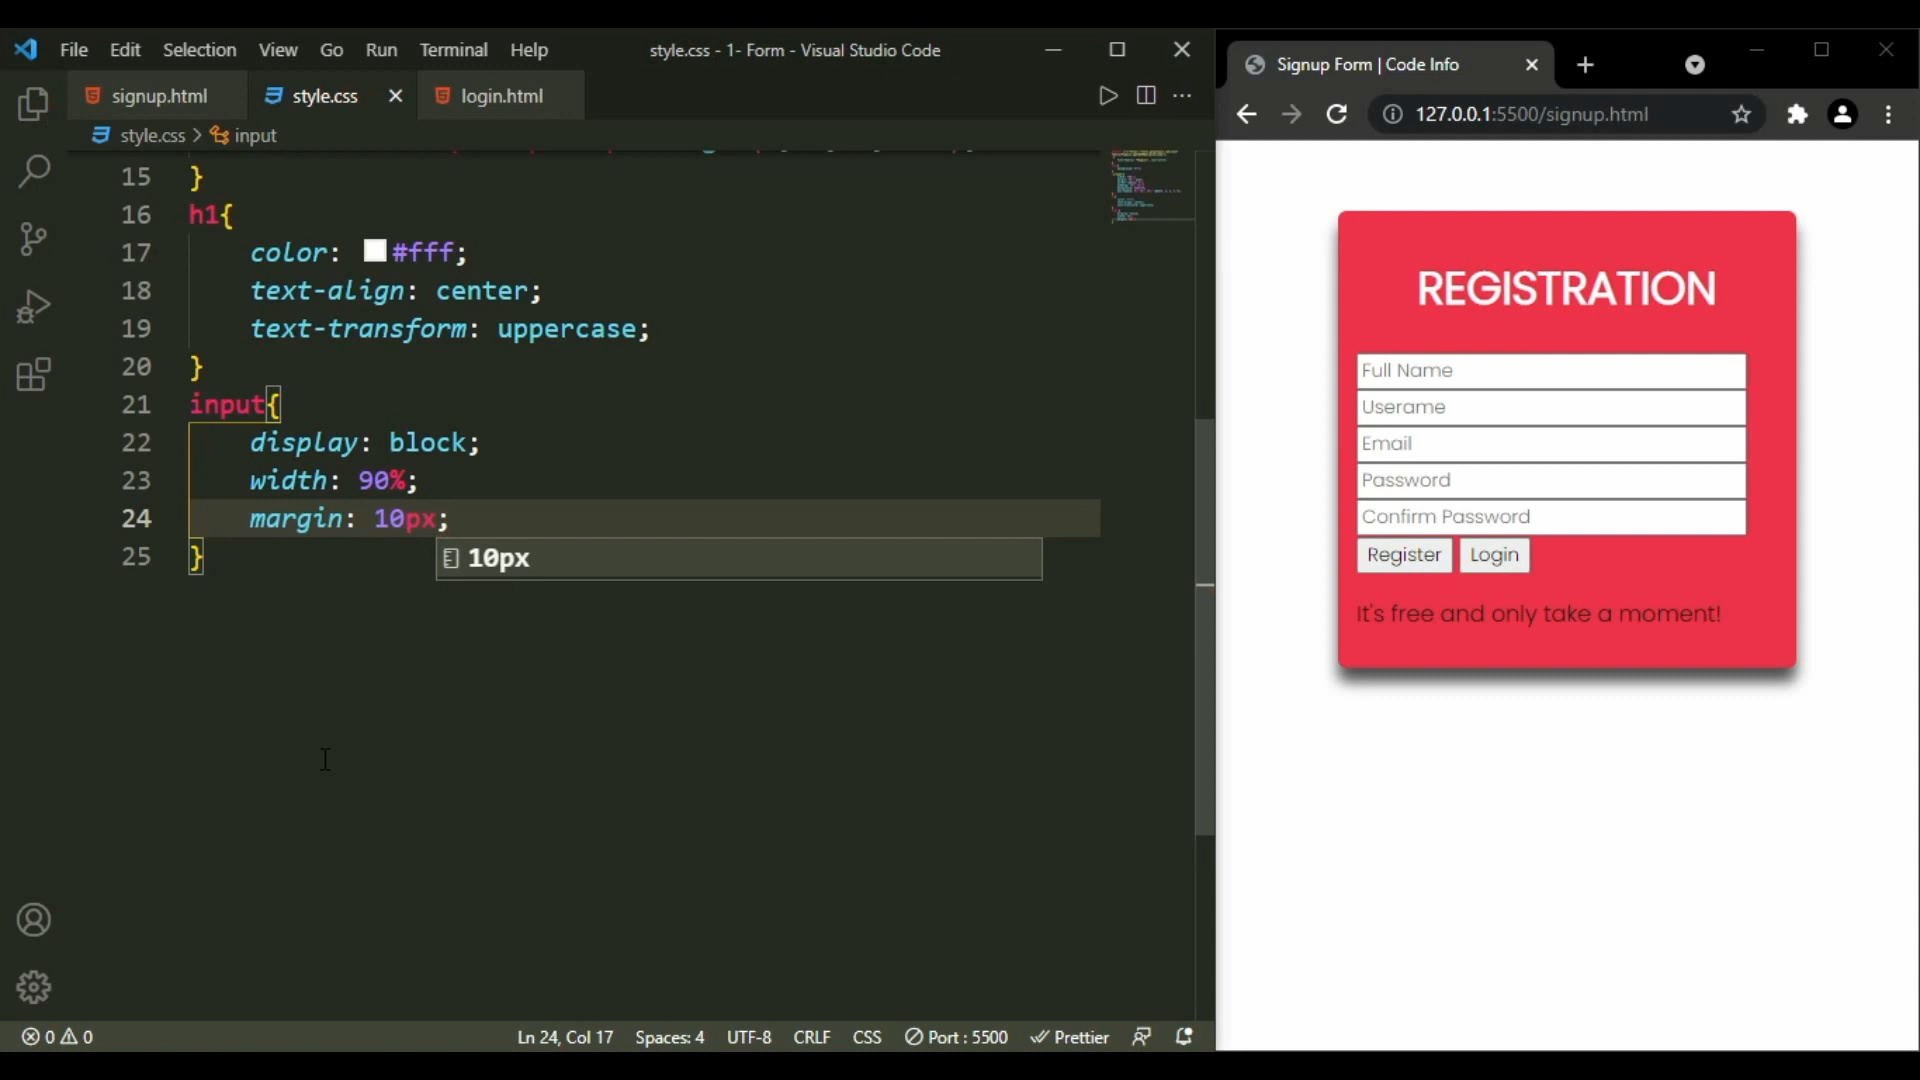 File Edit Selection View Go Run Terminal Help style.css - 1- Form - Visual Studio Code
signup.html style.css login.html
style.css > input
15 }
16 h1{
17 color: #fff;
18 text-align: center;
19 text-transform: uppercase;
20 }
21 input{
22 display: block;
23 width: 90%;
24 margin: 10px;
10px
25 }
0 0 Ln 24, Col 17 Spaces: 4 UTF-8 CRLF CSS Port : 5500 Prettier
Signup Form | Code Info
127.0.0.1:5500/signup.html
REGISTRATION
Full Name
Userame
Email
Password
Confirm Password
Register Login
It's free and only take a moment!